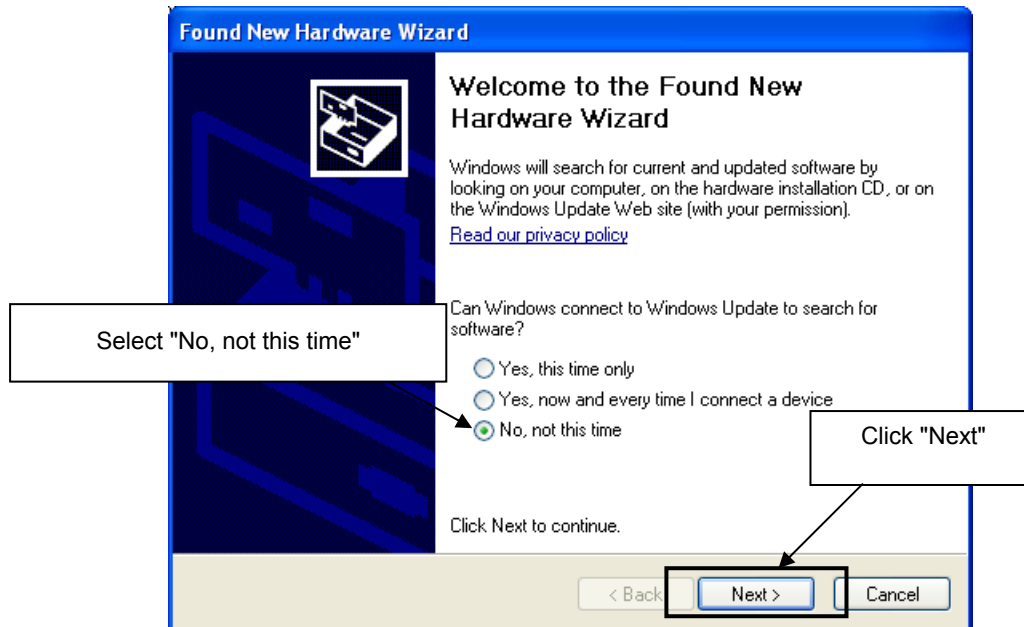 Found New Hardware Wizard
Welcome to the Found New
Hardware Wizard
Windows will search for current and updated software by
looking on your computer, on the hardware installation CD, or on
the Windows Update Web site (with your permission).
Read our privacy policy
Can Windows connect to Windows Update to search for
software?
Select "No, not this time"
Yes, this time only
Yes, now and every time I connect a device
No, not this time
Click "Next"
Click Next to continue.
< Back
Next >
Cancel